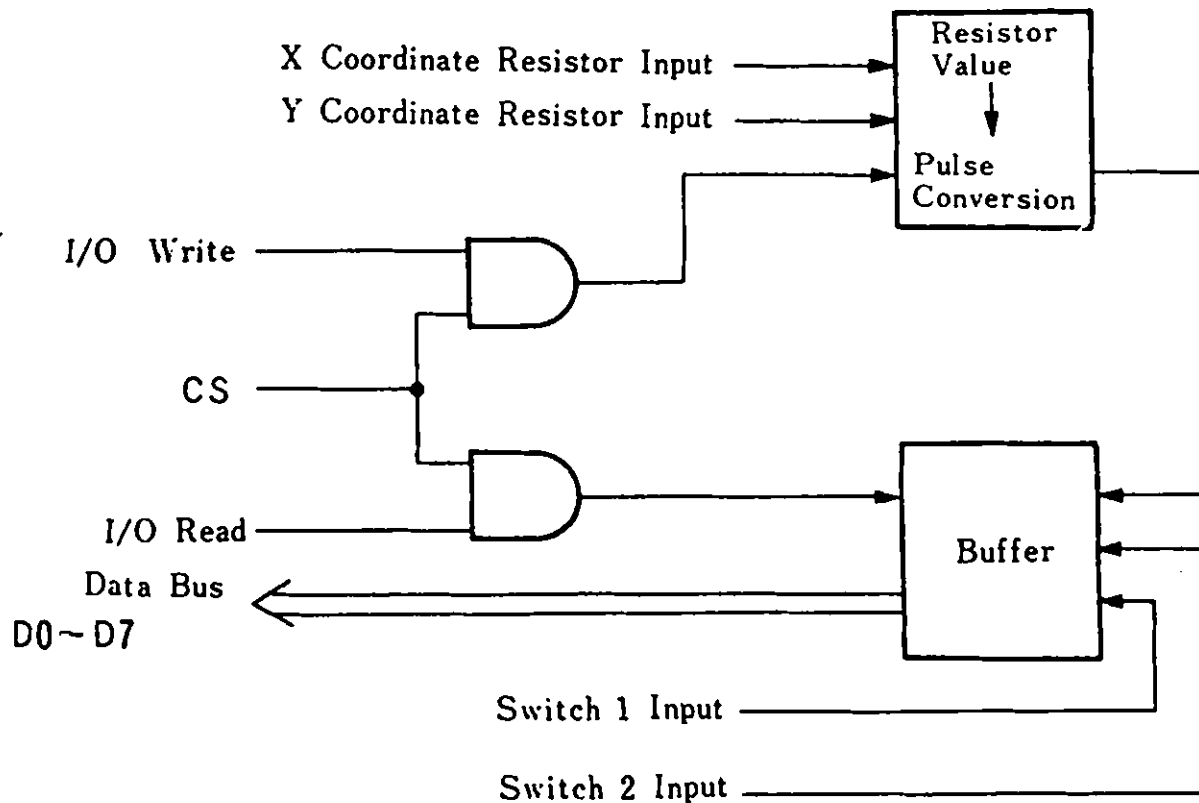 X Coordinate Resistor Input
Y Coordinate Resistor Input
Resistor
Value
Pulse
Conversion
I/O Write
CS
I/O Read
Data Bus
D0~D7
Buffer
Switch 1 Input
Switch 2 Input